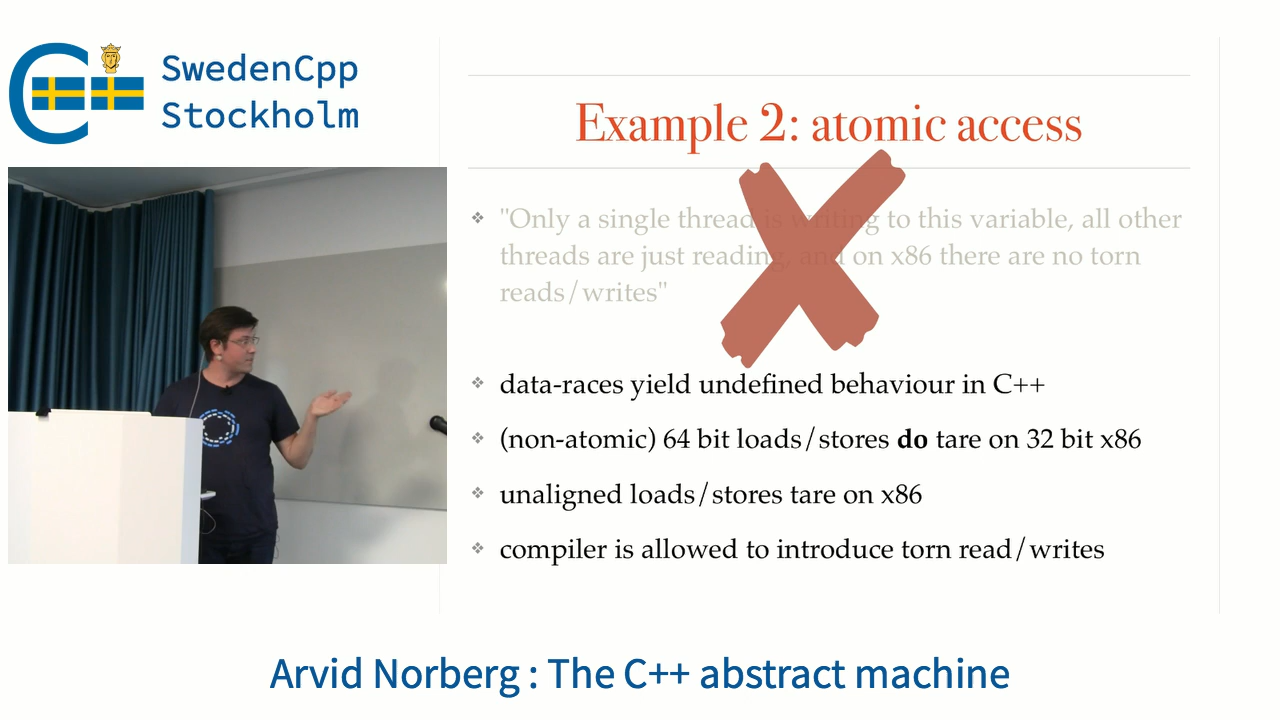 SwedenCpp
Stockholm
Example 2: atomic access
"Only a single thread is writing to this variable, all other
threads are just reading, and on x86 there are no torn
reads/writes"
data-races yield undefined behaviour in C++
(non-atomic) 64 bit loads/stores do tare on 32 bit x86
unaligned loads/stores tare on x86
compiler is allowed to introduce torn read/writes
Arvid Norberg : The C++ abstract machine